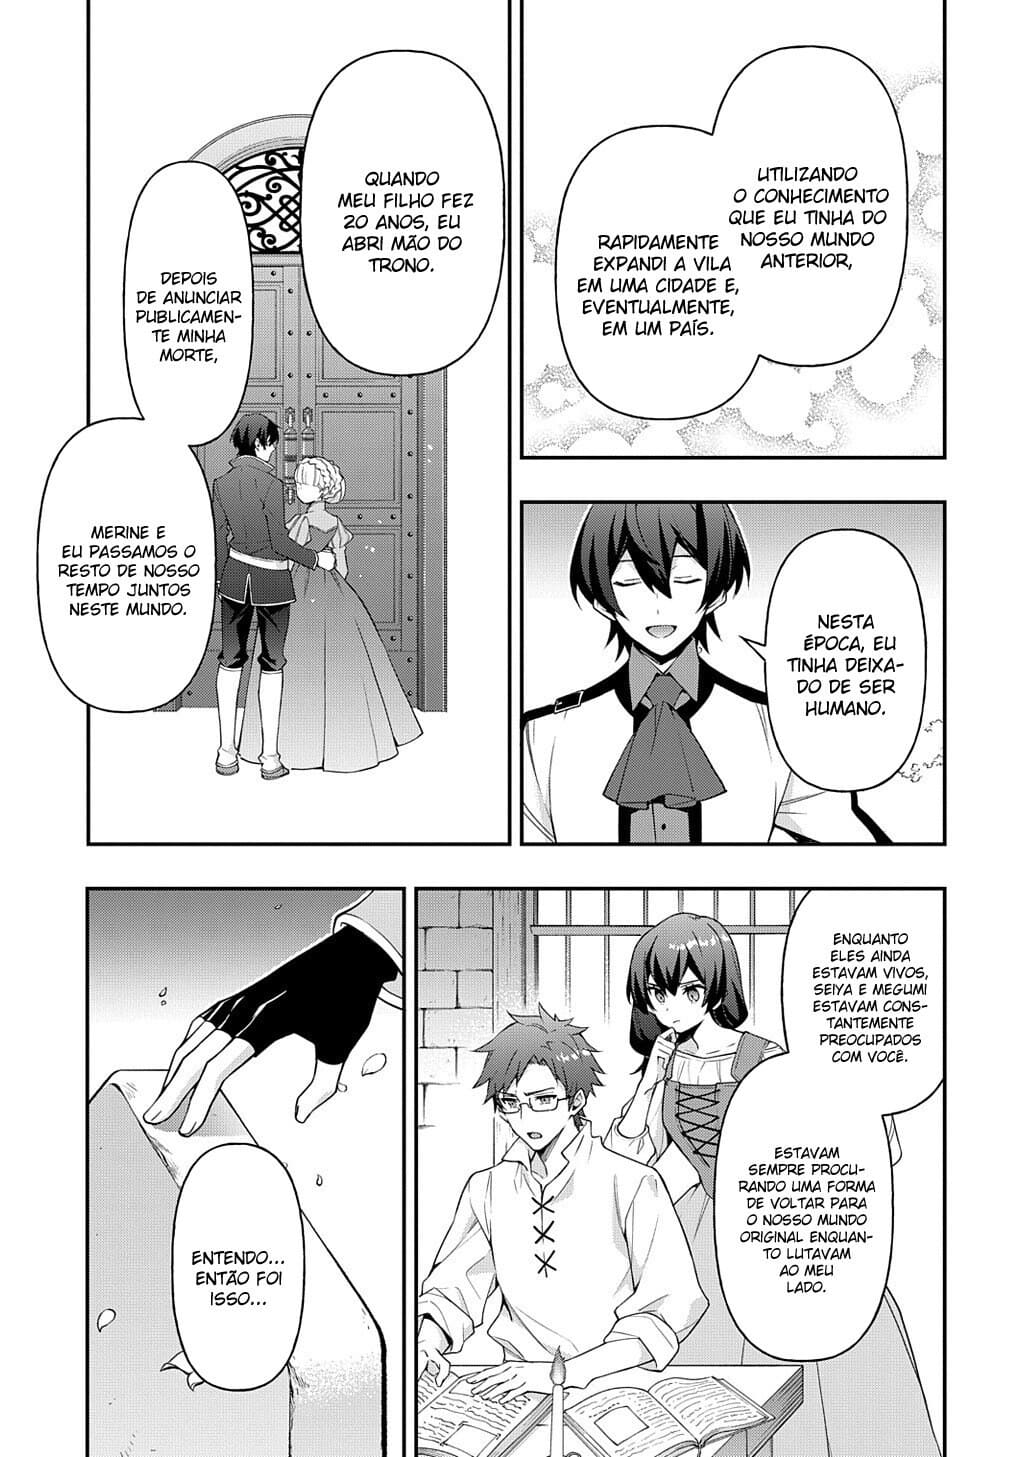 UTILIZANDO
O CONHECIMENTO
QUE EU TINHA DO
NOSSO MUNDO
ANTERIOR,
RAPIDAMENTE
EXPANDI A VILA
EM UMA CIDADE E,
EVENTUALMENTE,
EM UM PAÍS.
QUANDO
MEU FILHO FEZ
20 ANOS, EU
ABRI MÃO DO
TRONO.
DEPOIS
DE ANUNCIAR
PUBLICAMEN-
TE MINHA
MORTE,
MERINE E
EU PASSAMOS O
RESTO DE NOSSO
TEMPO JUNTOS
NESTE MUNDO.
NESTA
ÉPOCA, EU
TINHA DEIXA-
DO DE SER
HUMANO.
ENQUANTO
ELES AINDA
ESTAVAM VIVOS,
SEIYA E MEGUMI
ESTAVAM CONS-
TANTEMENTE
PREOCUPADOS
COM VOCÊ.
ESTAVAM
SEMPRE PROCU-
RANDO UMA FORMA
DE VOLTAR PARA
O NOSSO MUNDO
ORIGINAL ENQUAN-
TO LUTAVAM
AO MEU
LADO.
ENTENDO...
ENTÃO FOI
ISSO...